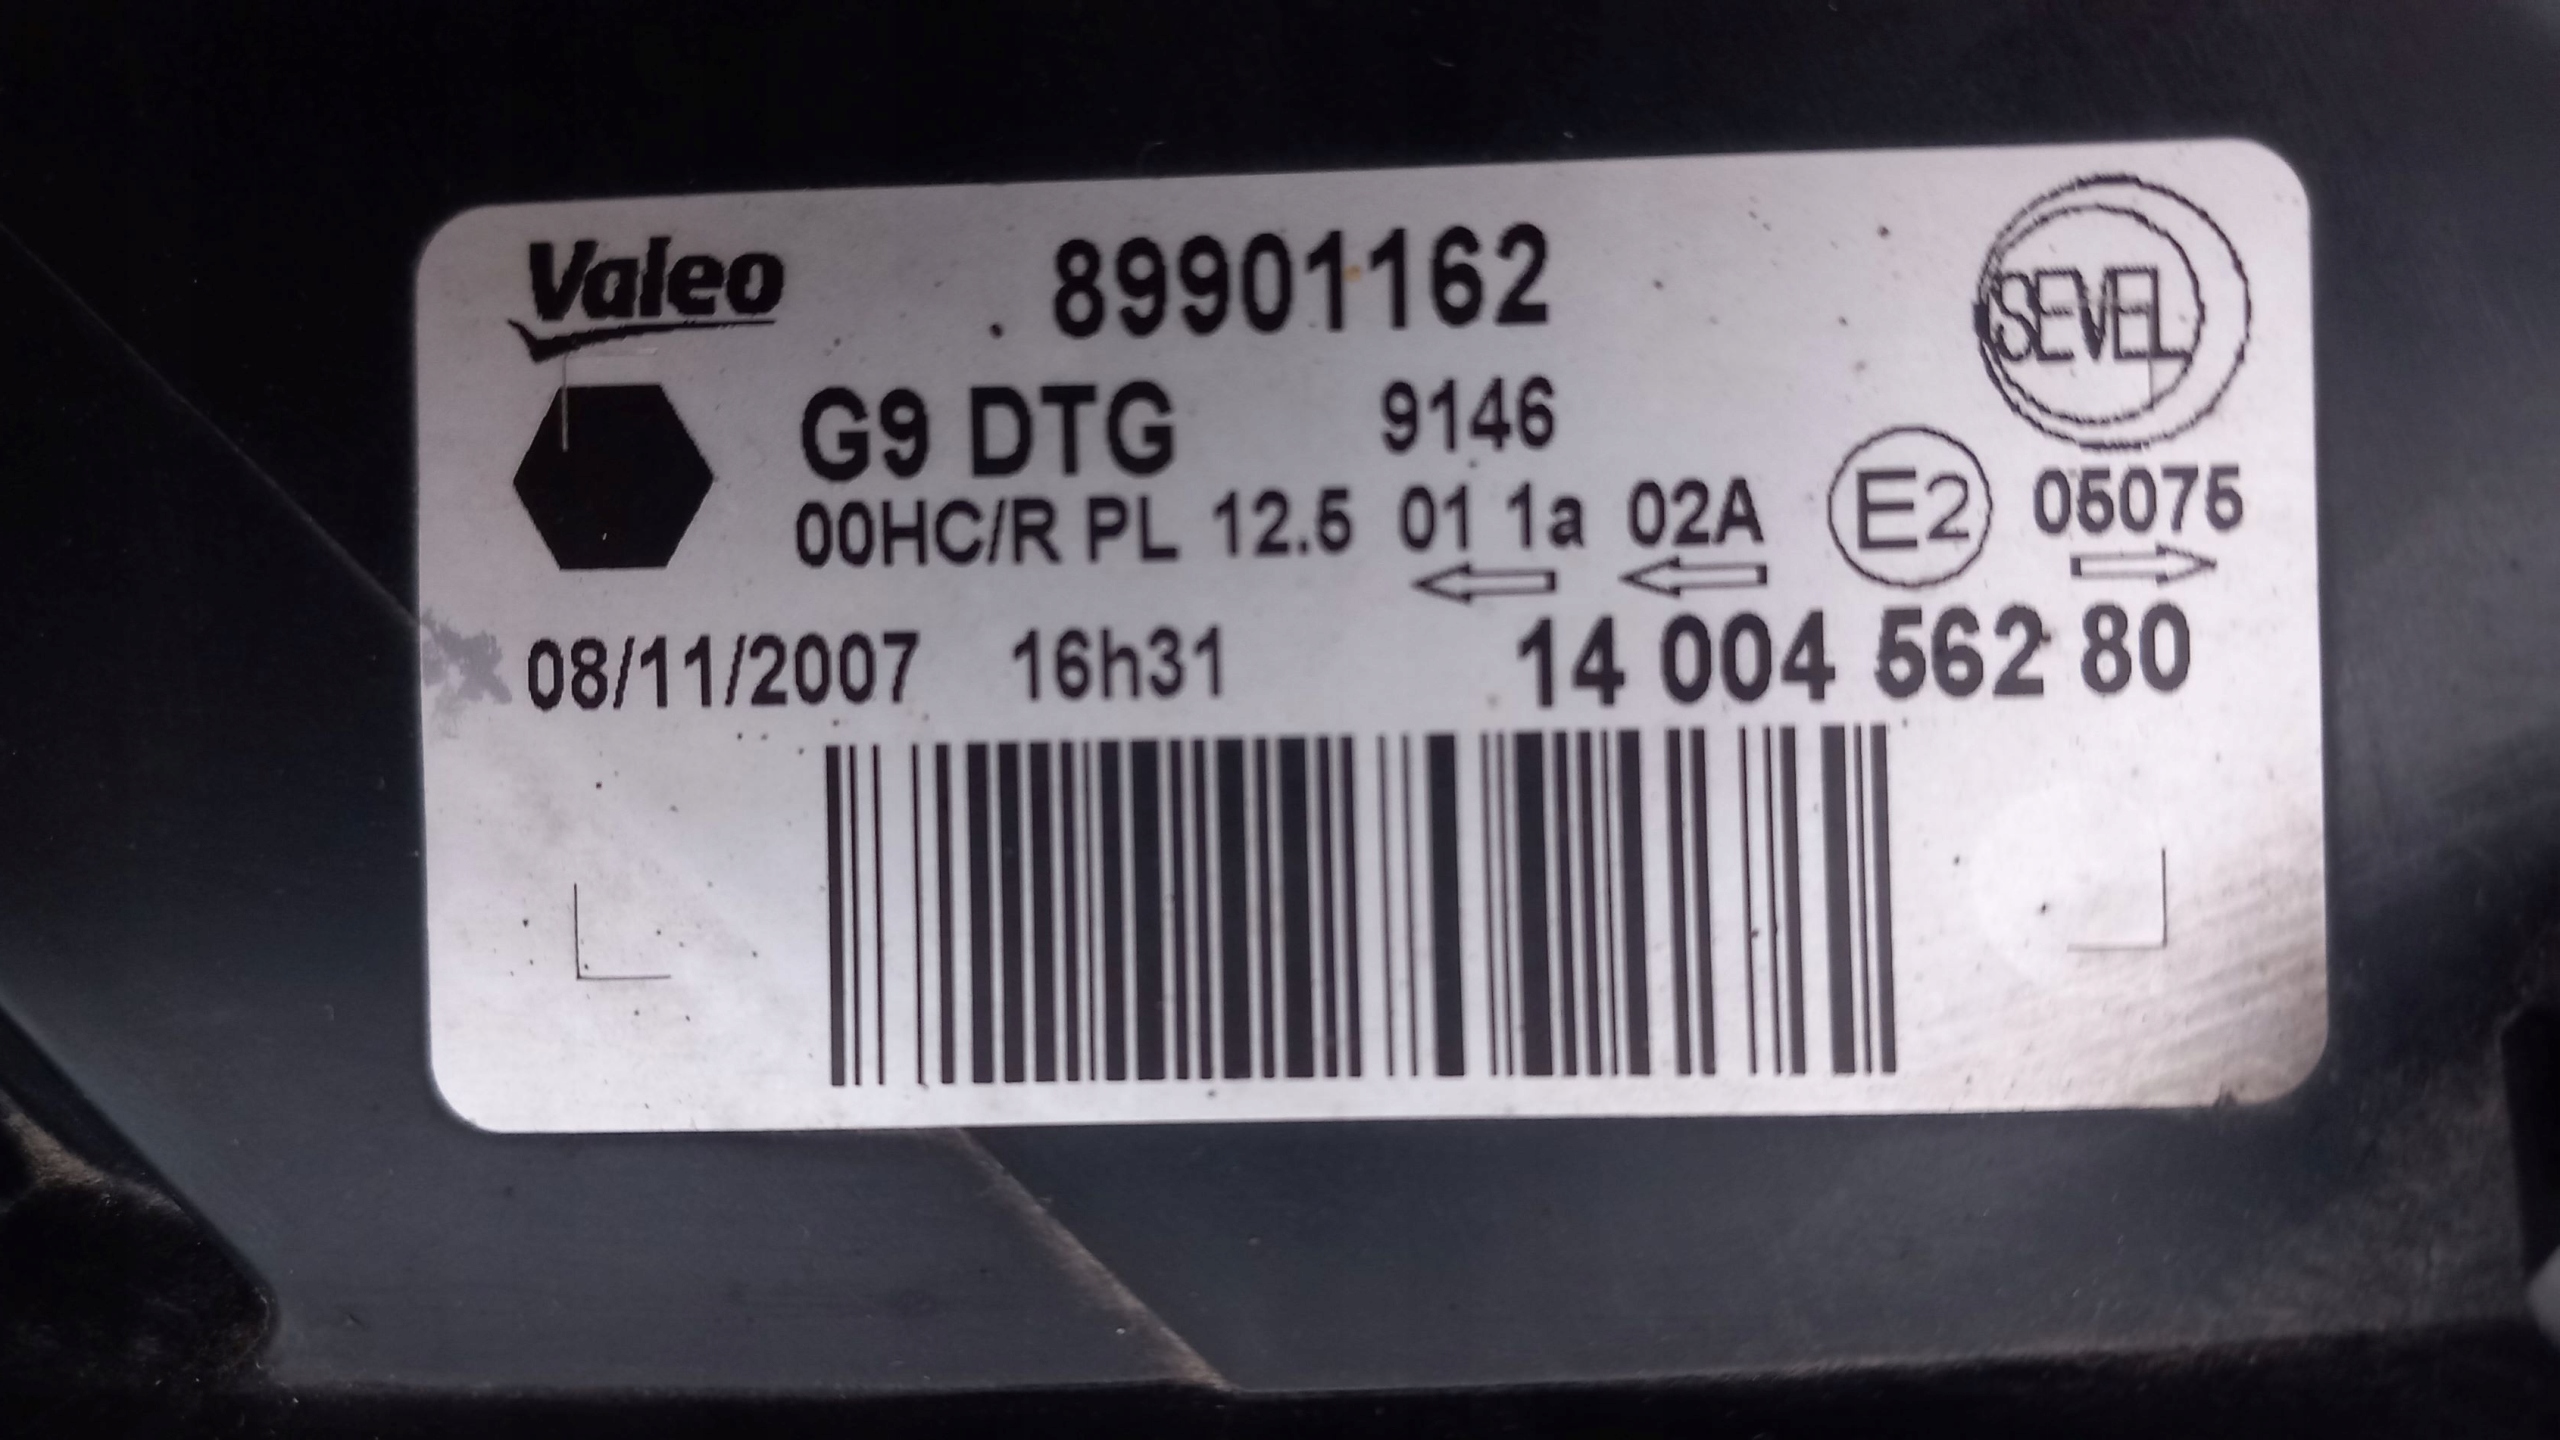 Valeo 89901162 SEVEL
G9 DTG 9146
00HC/R PL 12.5 01 1a 02A E2 05075
08/11/2007 16h31 14 004 562 80